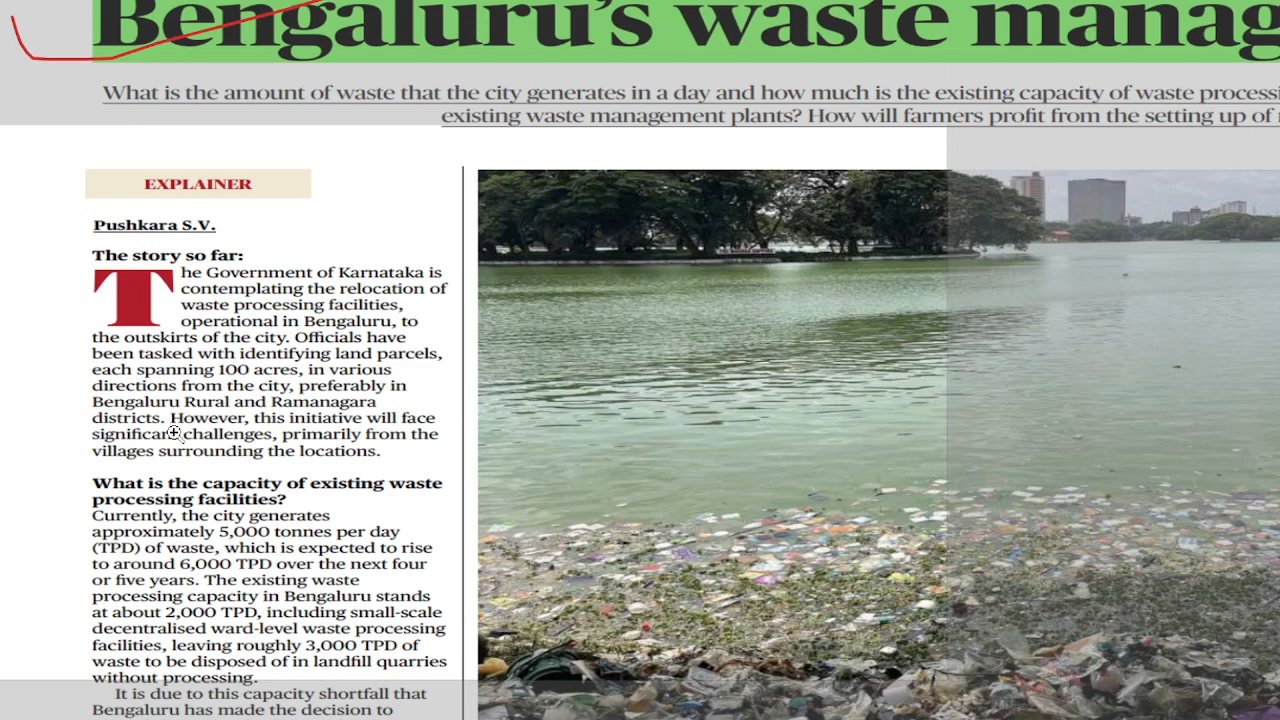 Bengaluru's waste manag
What is the amount of waste that the city generates in a day and how much is the existing capacity of waste processi
existing waste management plants? How will farmers profit from the setting up of
EXPLAINER
Pushkara S.V.
The story so far:
The Government of Karnataka is
contemplating the relocation of
waste processing facilities,
operational in Bengaluru, to
the outskirts of the city. Officials have
been tasked with identifying land parcels,
each spanning 100 acres, in various
directions from the city, preferably in
Bengaluru Rural and Ramanagara
districts. However, this initiative will face
significant challenges, primarily from the
villages surrounding the locations.
What is the capacity of existing waste
processing facilities?
Currently, the city generates
approximately 5,000 tonnes per day
(TPD) of waste, which is expected to rise
to around 6,000 TPD over the next four
or five years. The existing waste
processing capacity in Bengaluru stands
at about 2,000 TPD, including small-scale
decentralised ward-level waste processing
facilities, leaving roughly 3,000 TPD of
waste to be disposed of in landfill quarries
without processing.
It is due to this capacity shortfall that
Bengaluru has made the decision to